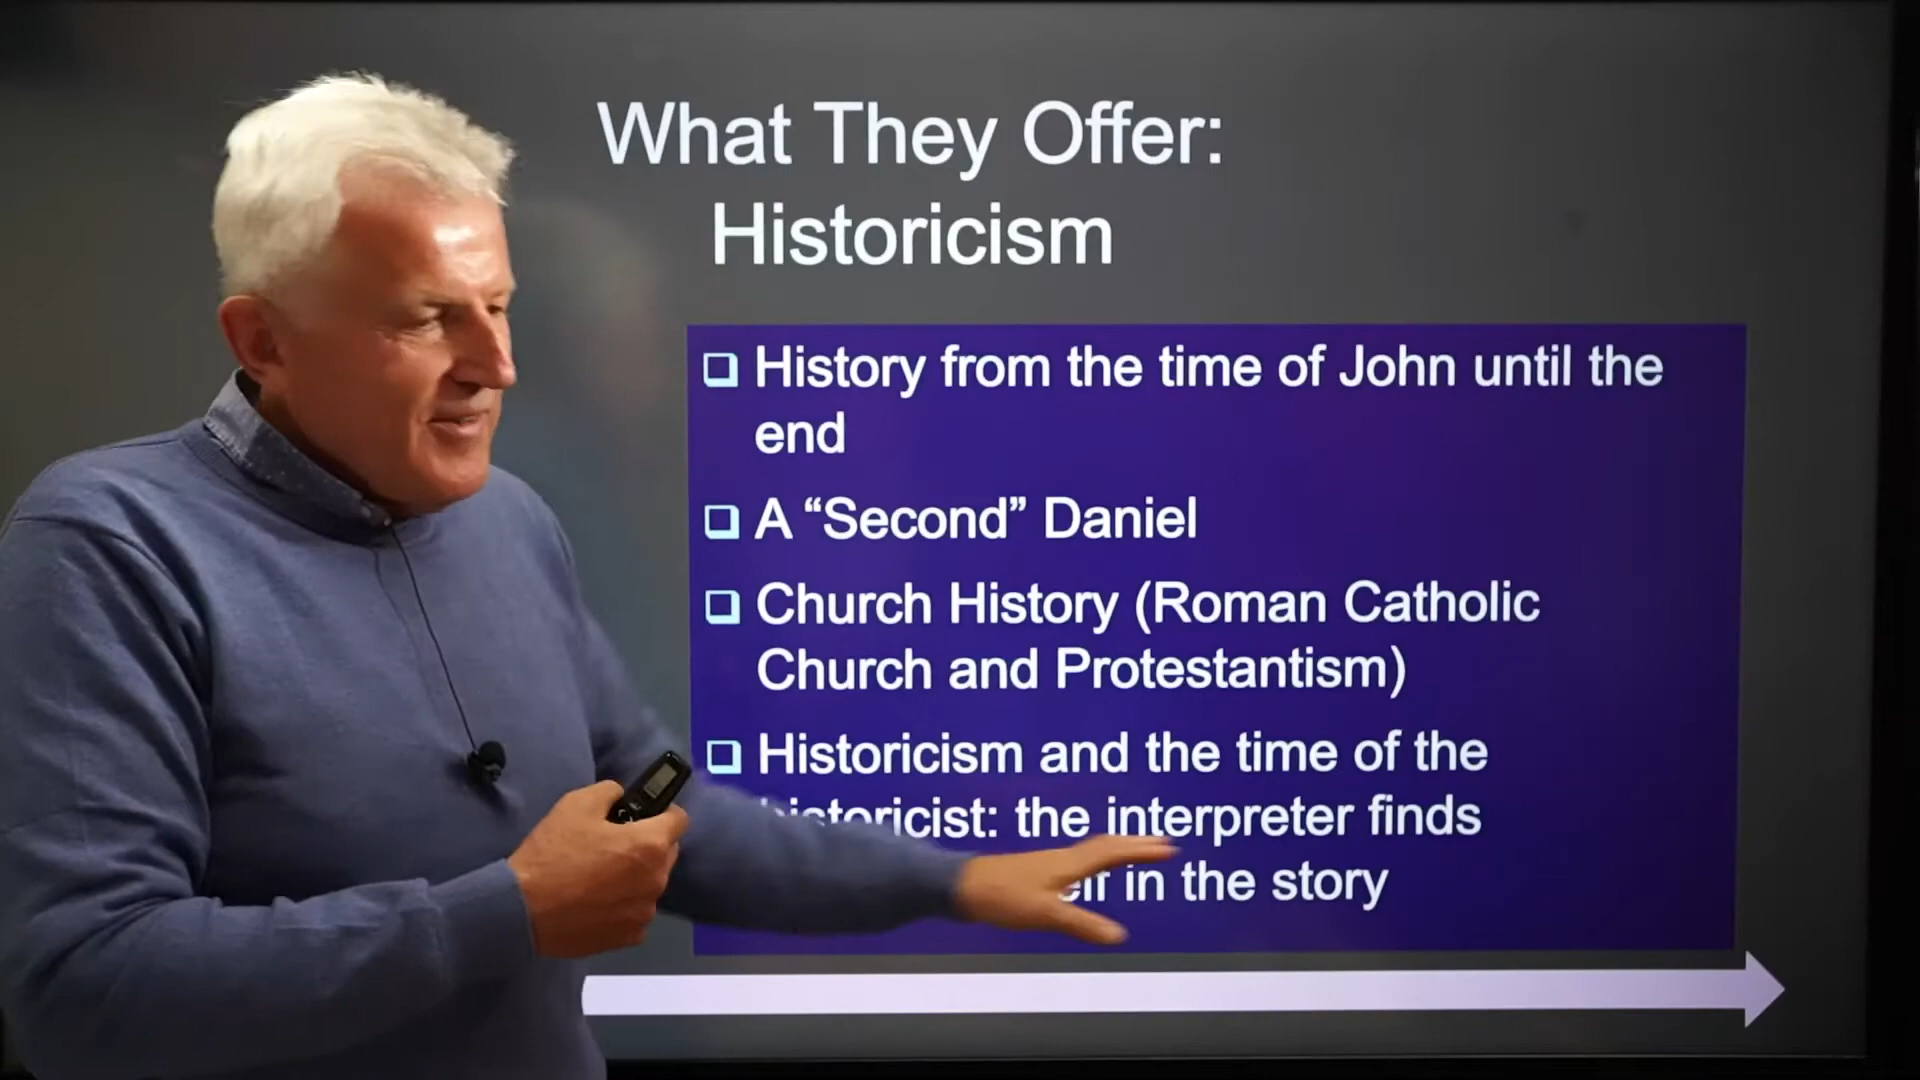 What They Offer:
Historicism
History from the time of John until the
end
A “Second” Daniel
Church History (Roman Catholic
Church and Protestantism)
Historicism and the time of the
historicist: the interpreter finds
in the story